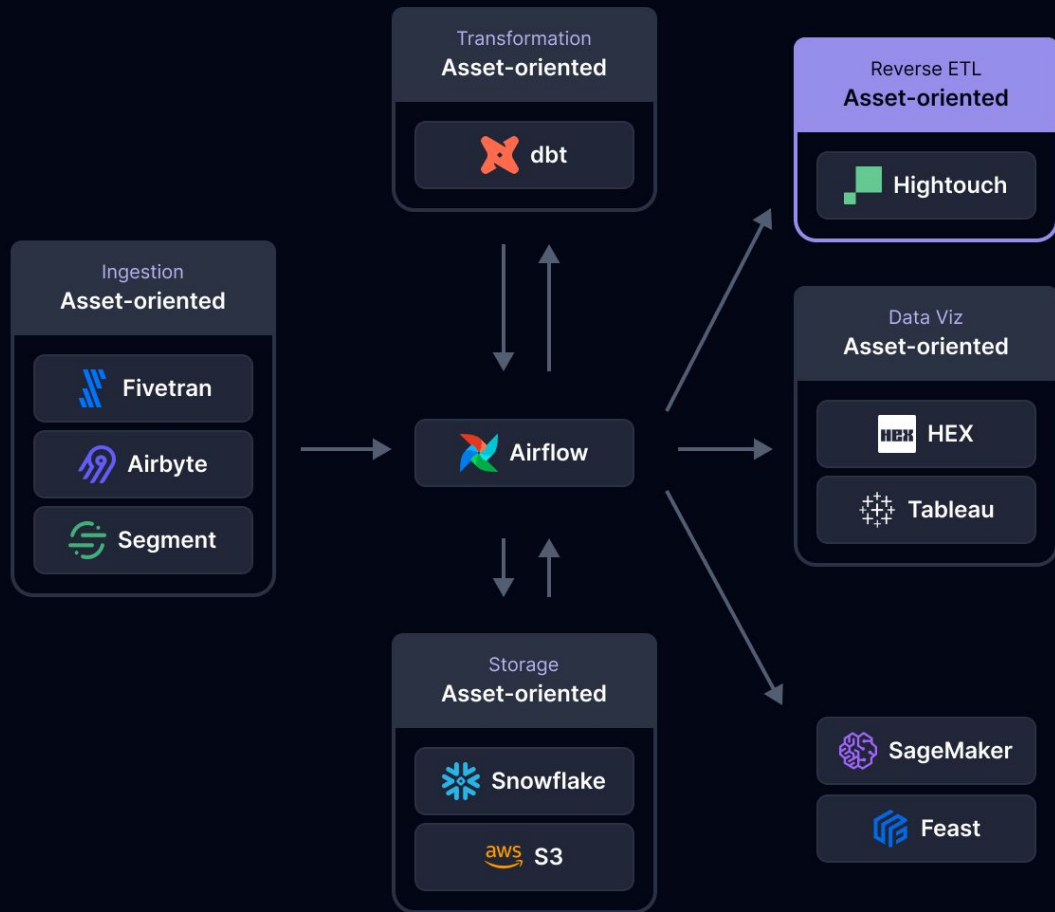 Transformation
Asset-oriented
dbt
Reverse ETL
Asset-oriented
Hightouch
Ingestion
Asset-oriented
Fivetran
Airbyte
Segment
Airflow
Data Viz
Asset-oriented
HEX HEX
Tableau
Storage
Asset-oriented
Snowflake
aws S3
SageMaker
Feast